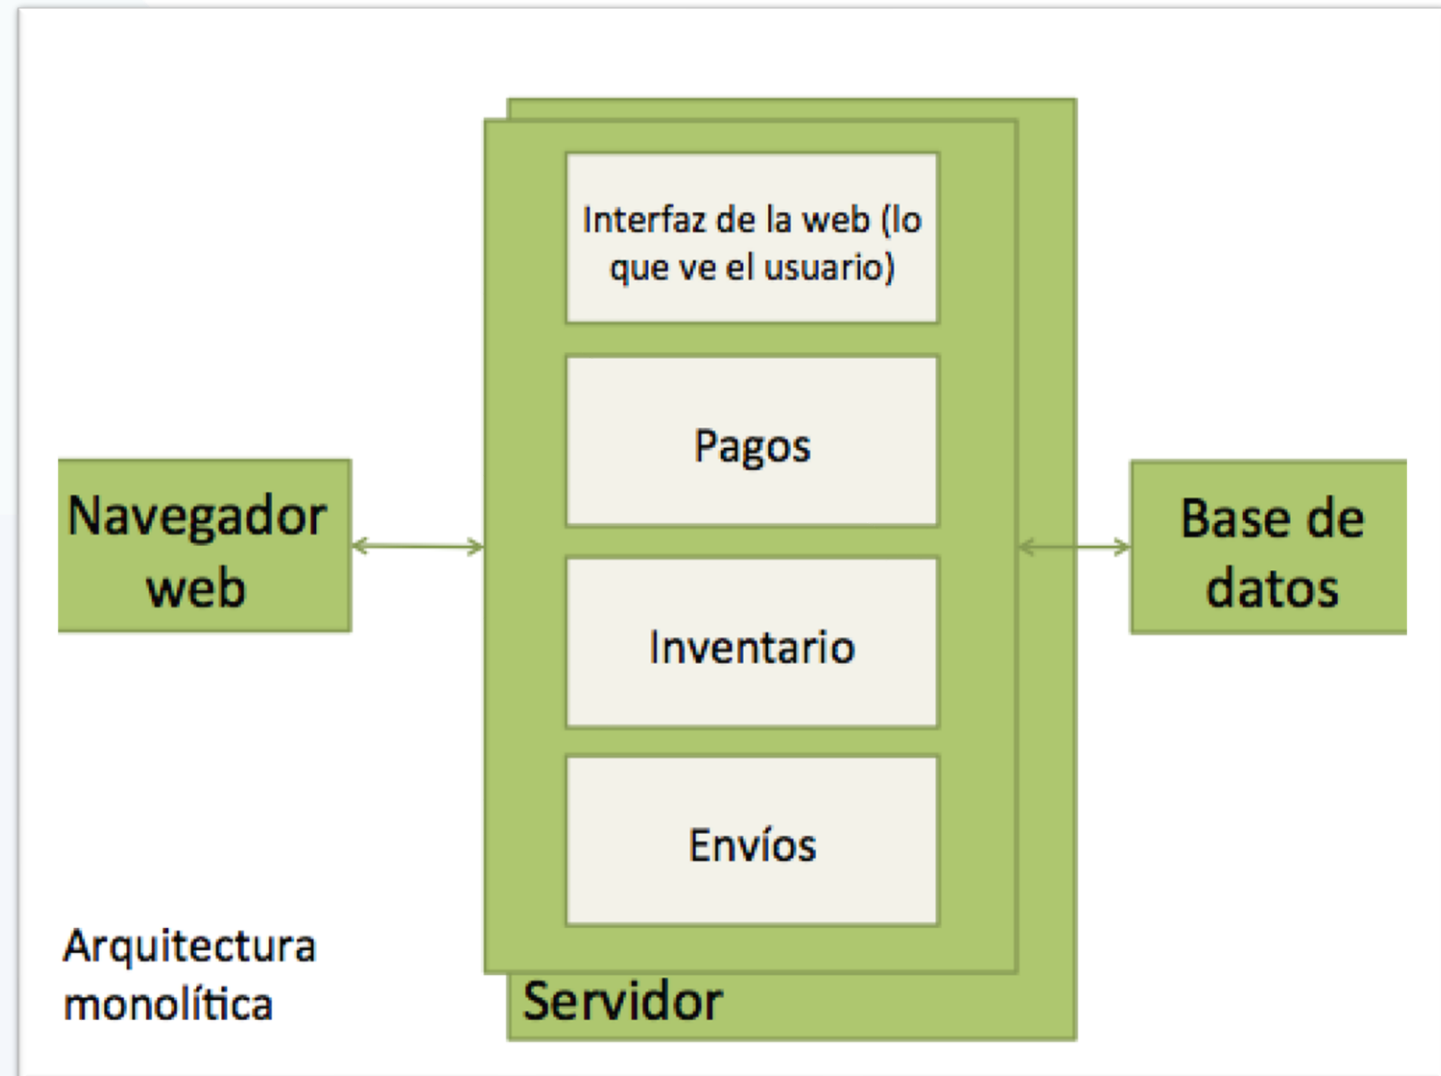 Interfaz de la web (lo
que ve el usuario)
Pagos
Navegador
web
Base de
datos
Inventario
Envíos
Arquitectura
monolítica
Servidor